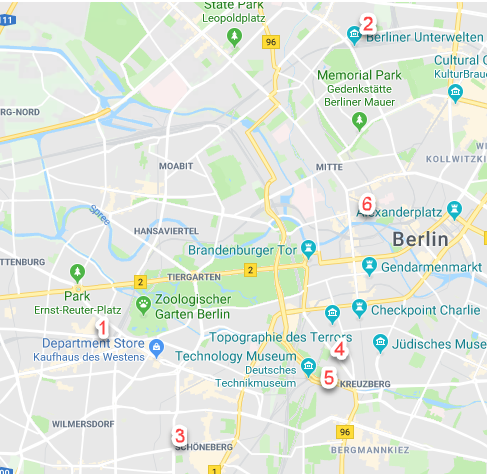 State Park
Leopoldplatz
2
96
Berliner Unterwelten
Cultural C
KulturBraue
Memorial Park
Gedenkstätte
Berliner Mauer
RG-NORD
MOABIT
MITTE
KOLLWITZKI
6
Alexanderplatz
Spree
HANSAVIERTEL
Brandenburger Tor
Berlin
TTENBURG
TIERGARTEN
2
Gendarmenmarkt
Park
Ernst-Reuter-Platz
2
Zoologischer
Garten Berlin
Checkpoint Charlie
1
Department Store
Kaufhaus des Westens
Topographie des Terrors
4
Jüdisches Muse
Technology Museum
Deutsches
Technikmuseum
5
KREUZBERG
WILMERSDORF
3
SCHÖNEBERG
96
BERGMANNKIEZ